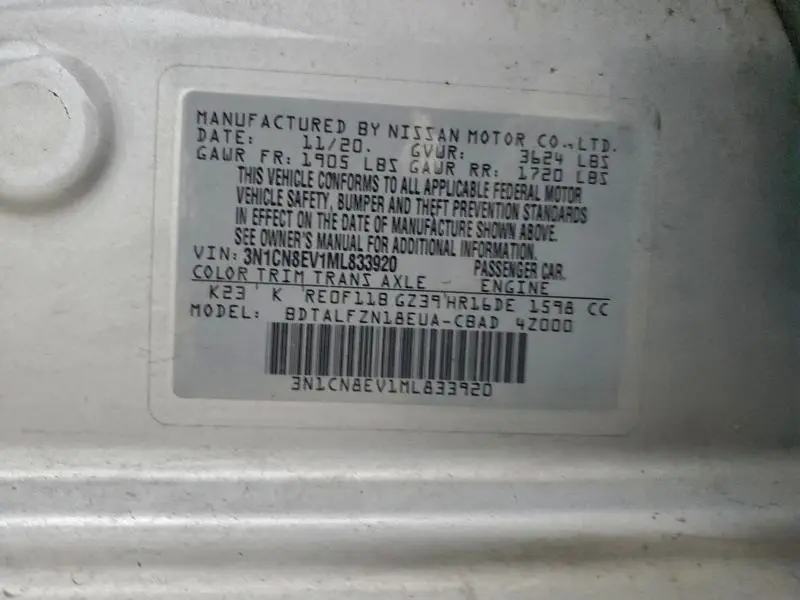 MANUFACTURED BY NISSAN MOTOR CO., LTD.
DATE: 11/20. GVWR: 3624 LBS
GAWR FR: 1905 LBS GAWR RR: 1720 LBS
THIS VEHICLE CONFORMS TO ALL APPLICABLE FEDERAL MOTOR
VEHICLE SAFETY, BUMPER AND THEFT PREVENTION STANDARDS
IN EFFECT ON THE DATE OF MANUFACTURE SHOWN ABOVE.
SEE OWNER'S MANUAL FOR ADDITIONAL INFORMATION.
VIN: 3N1CN8EV1ML833920 PASSENGER CAR.
COLOR TRIM TRANS AXLE ENGINE
K23 K RE0F11B GZ39 HR16DE 1598 CC
MODEL: BDTALFZN18EUA-CBAD 4Z000
3N1CN8EV1ML833920